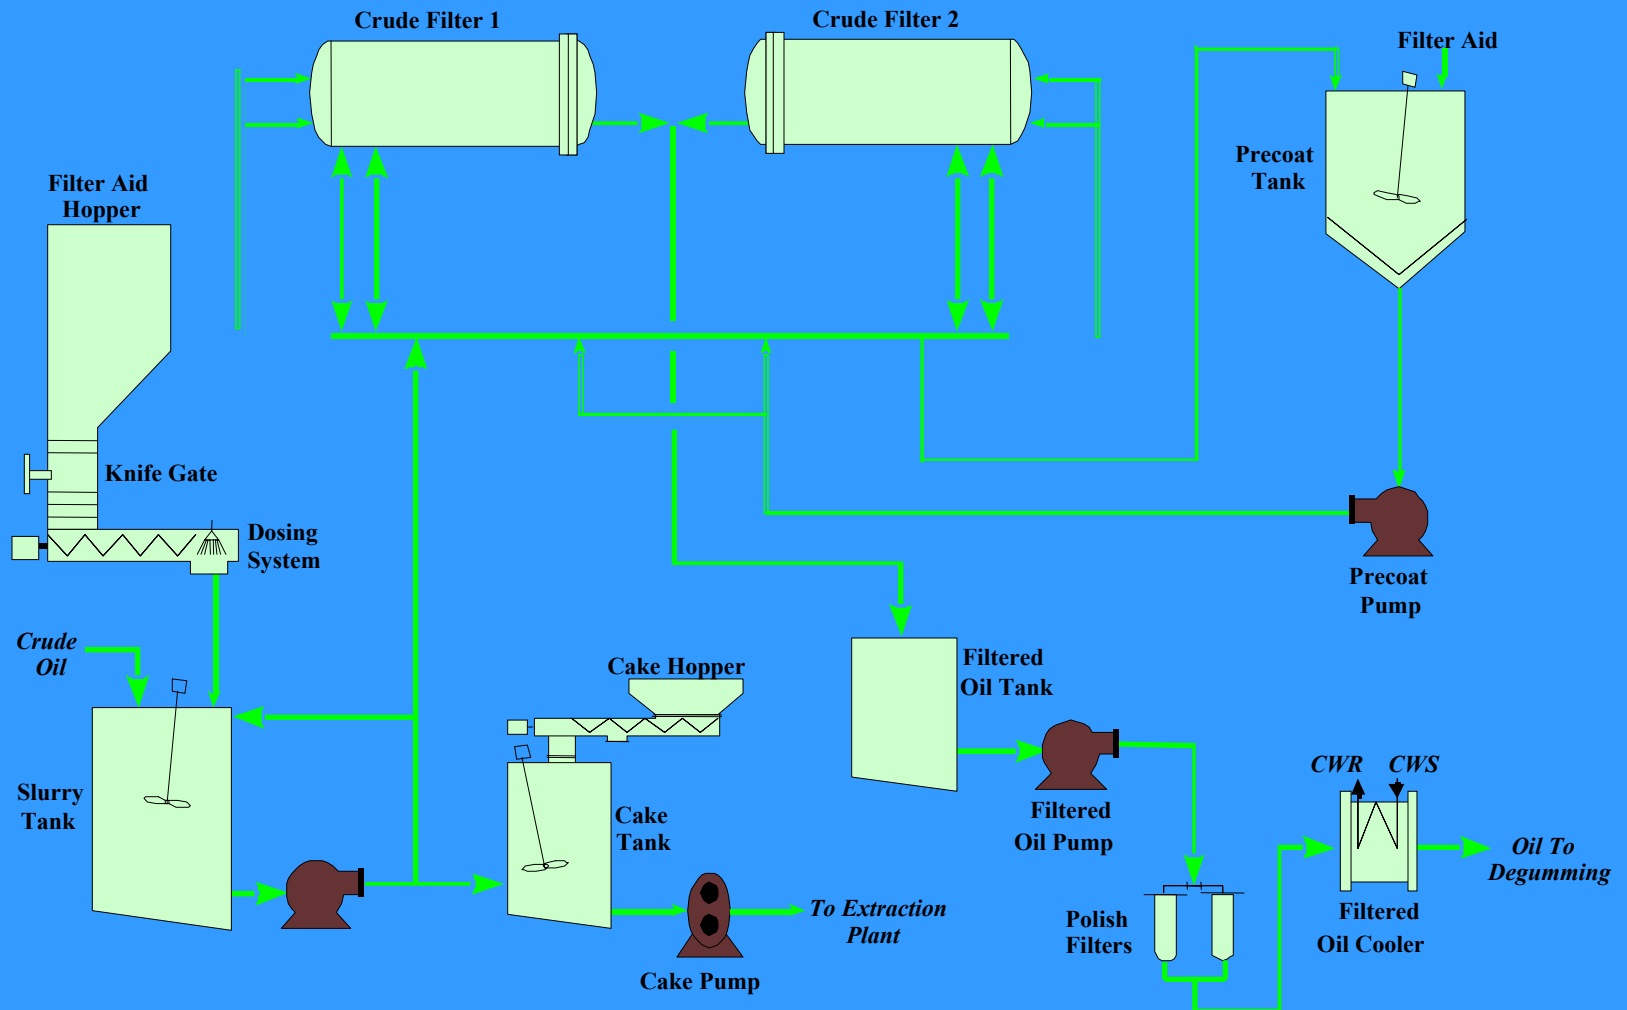 Crude Filter 1
Crude Filter 2
Filter Aid
Precoat
Tank
Filter Aid
Hopper
Knife Gate
Dosing
System
Precoat
Pump
Crude
Oil
Cake Hopper
Filtered
Oil Tank
Slurry
Tank
Cake
Tank
Filtered
Oil Pump
CWR
CWS
Oil To
Degumming
To Extraction
Plant
Polish
Filters
Filtered
Oil Cooler
Cake Pump